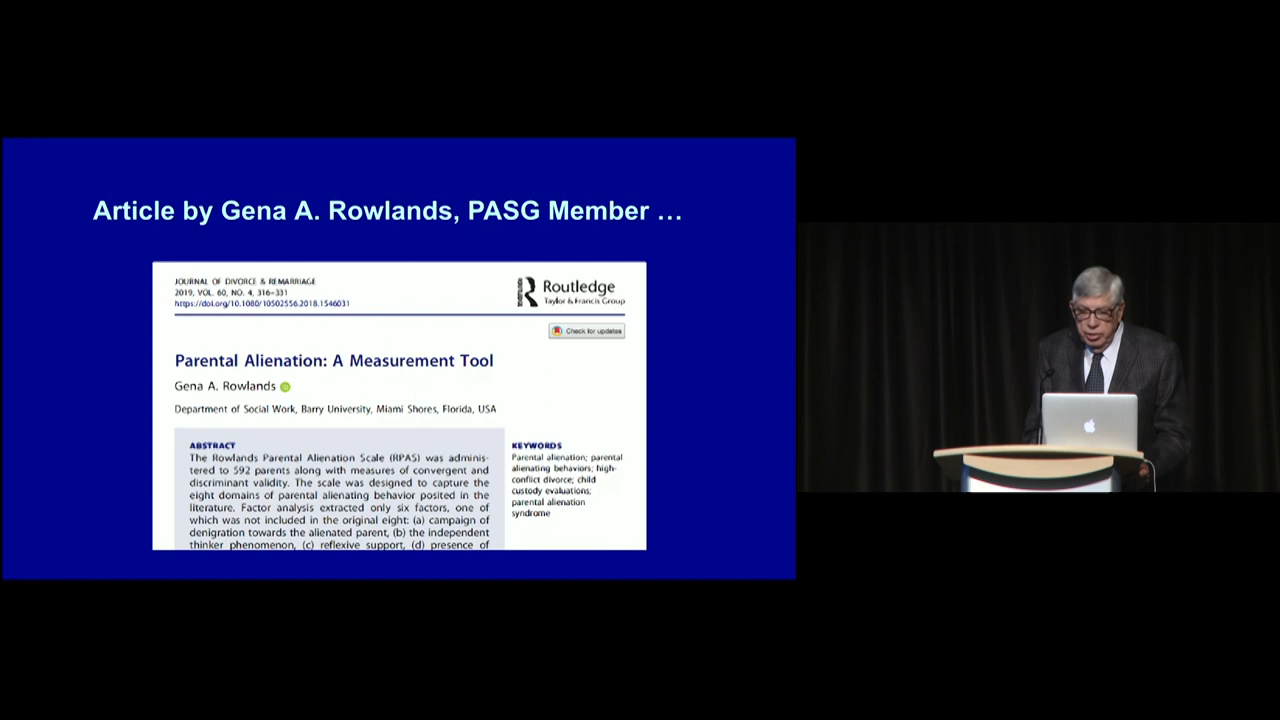 Article by Gena A. Rowlands, PASG Member …
JOURNAL OF DIVORCE & REMARRIAGE
2019, VOL. 60, NO. 4, 316–331
https://doi.org/10.1080/10502556.2018.1546031
Routledge
Taylor & Francis Group
Check for updates
Parental Alienation: A Measurement Tool
Gena A. Rowlands
Department of Social Work, Barry University, Miami Shores, Florida, USA
ABSTRACT
The Rowlands Parental Alienation Scale (RPAS) was adminis-
tered to 592 parents along with measures of convergent and
discriminant validity. The scale was designed to capture the
eight domains of parental alienating behavior posited in the
literature. Factor analysis extracted only six factors, one of
which was not included in the original eight: (a) campaign of
denigration towards the alienated parent, (b) the independent
thinker phenomenon, (c) reflexive support, (d) presence of
KEYWORDS
Parental alienation; parental
alienating behaviors; high-
conflict divorce; child
custody evaluations;
parental alienation
syndrome